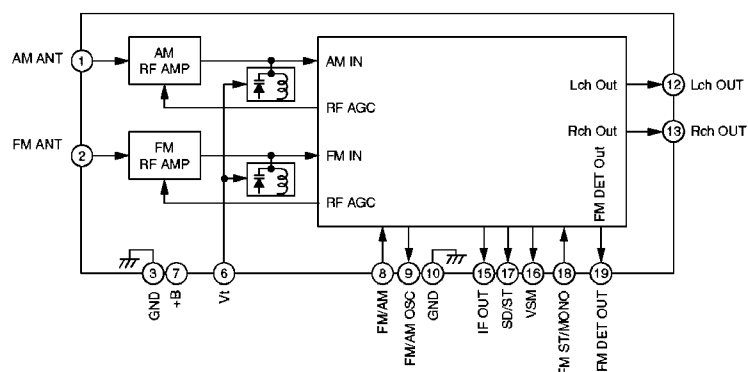 AM ANT
1
AM
RF AMP
AM IN
RF AGC
Lch Out
12
Lch OUT
Rch Out
13
Rch OUT
FM ANT
2
FM
RF AMP
FM IN
RF AGC
FM DET Out
3
7
6
8
9
10
15
17
16
18
19
GND
+B
Vt
FM/AM
FM/AM OSC
GND
IF OUT
SD/ST
VSM
FM ST/MONO
FM DET OUT